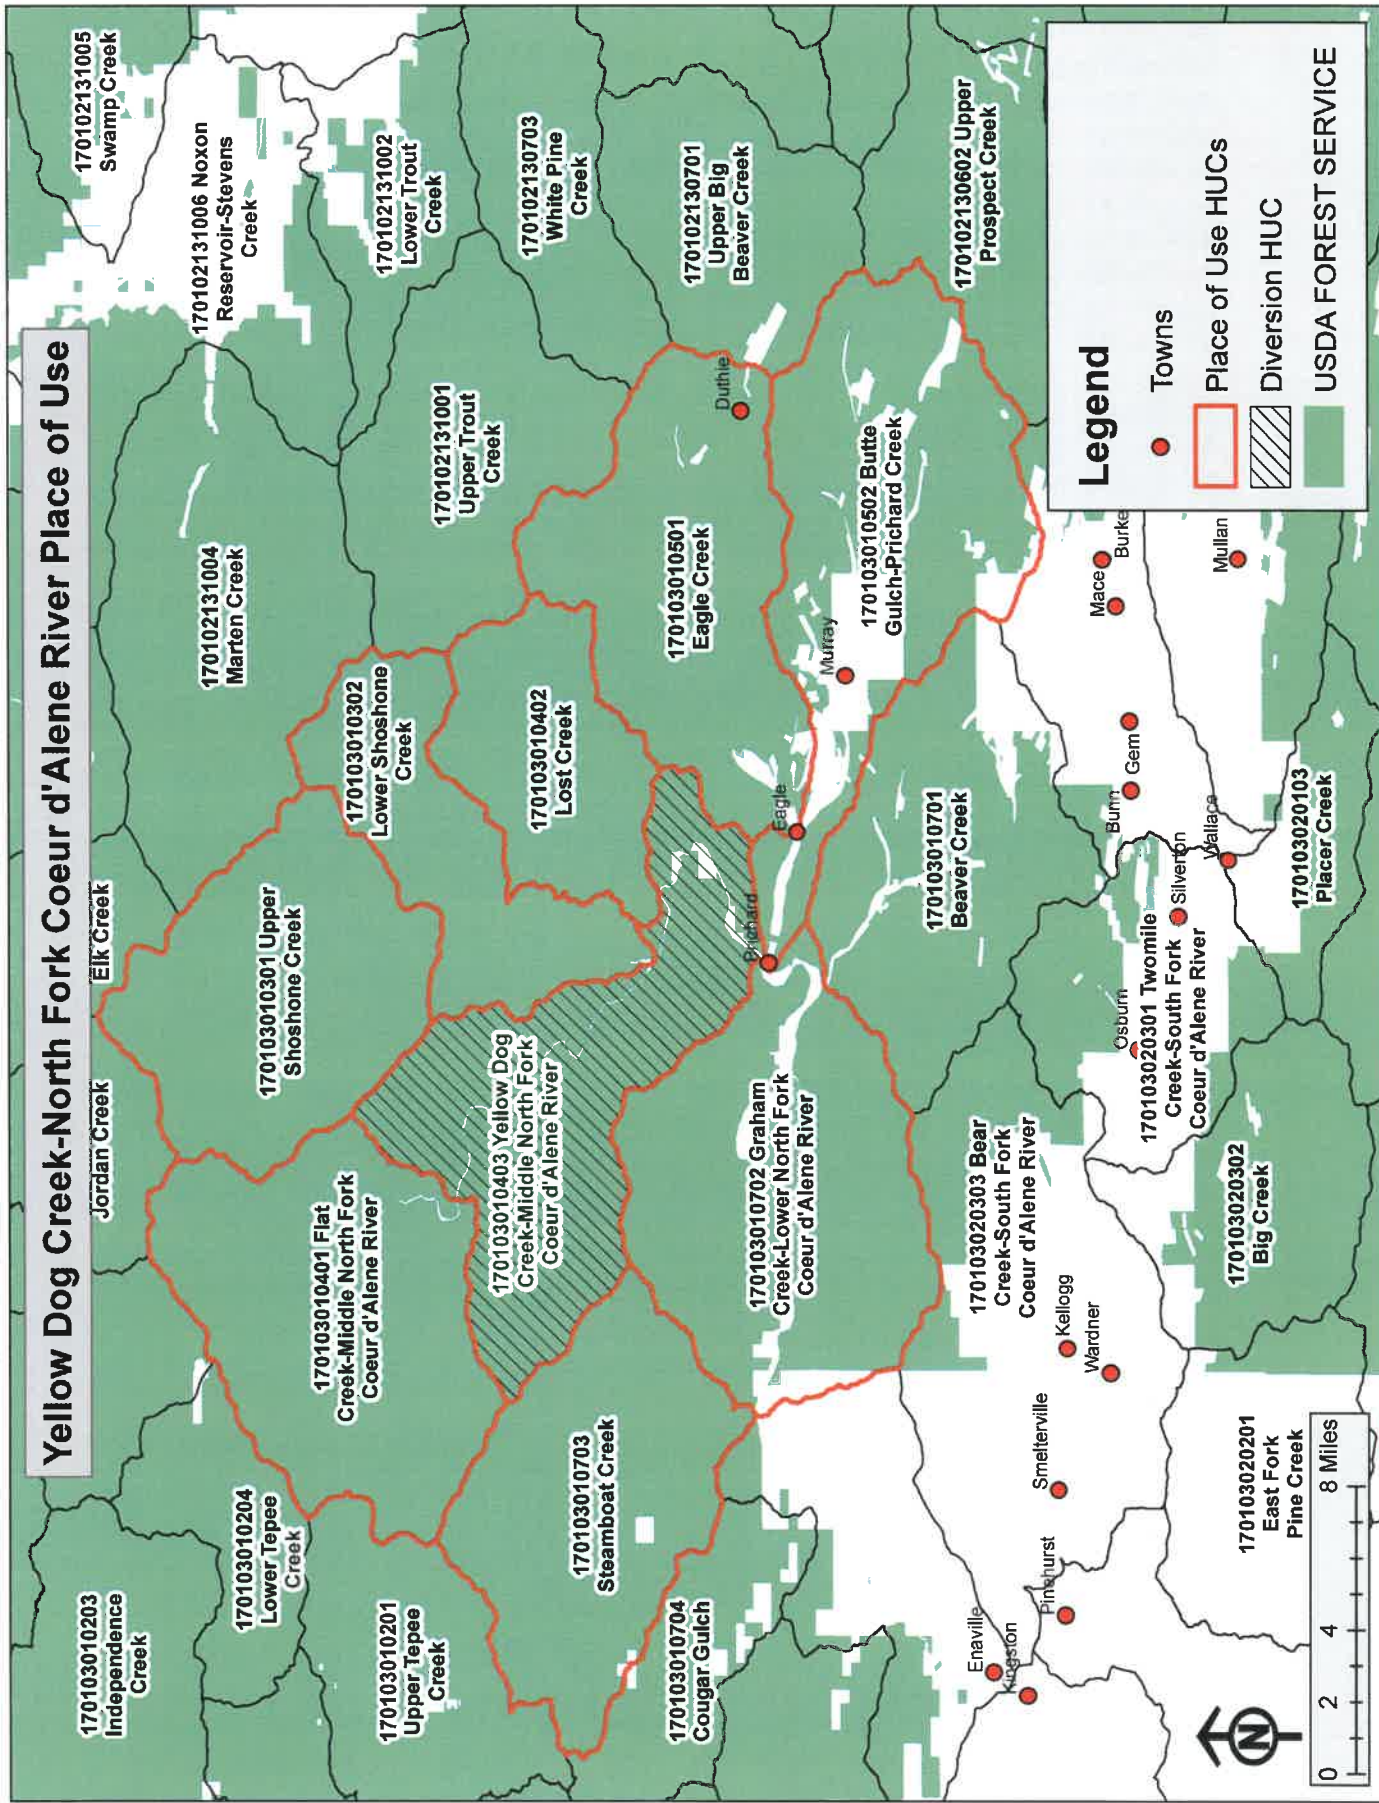 Yellow Dog Creek-North Fork Coeur d'Alene River Place of Use
170102131005
Swamp Creek
170102131006 Noxon
Reservoir-Stevens
Creek
170102131002
Lower Trout
Creek
170102130703
White Pine
Creek
170102130701
Upper Big
Beaver Creek
170102130602 Upper
Prospect Creek
170102131004
Marten Creek
170102131001
Upper Trout
Creek
Elk Creek
Jordan Creek
170103010301 Upper
Shoshone Creek
170103010302
Lower Shoshone
Creek
170103010402
Lost Creek
170103010501
Eagle Creek
Duthie
170103010502 Butte
Gulch-Prichard Creek
Murray
Eagle
Prichard
170103010701
Beaver Creek
170103010401 Flat
Creek-Middle North Fork
Coeur d'Alene River
170103010403 Yellow Dog
Creek-Middle North Fork
Coeur d'Alene River
170103010702 Graham
Creek-Lower North Fork
Coeur d'Alene River
170103010203
Independence
Creek
170103010204
Lower Tepee
Creek
170103010201
Upper Tepee
Creek
170103010703
Steamboat Creek
170103010704
Cougar Gulch
170103020303 Bear
Creek-South Fork
Coeur d'Alene River
170103020301 Twomile
Creek-South Fork
Coeur d'Alene River
170103020302
Big Creek
170103020103
Placer Creek
170103020201
East Fork
Pine Creek
Mace
Burke
Mullan
Gem
Bunn
Wallace
Silverton
Osburn
Kellogg
Wardner
Smelterville
Pinehurst
Enaville
Kingston
Legend
Towns
Place of Use HUCs
Diversion HUC
USDA FOREST SERVICE
N
0 2 4 8 Miles